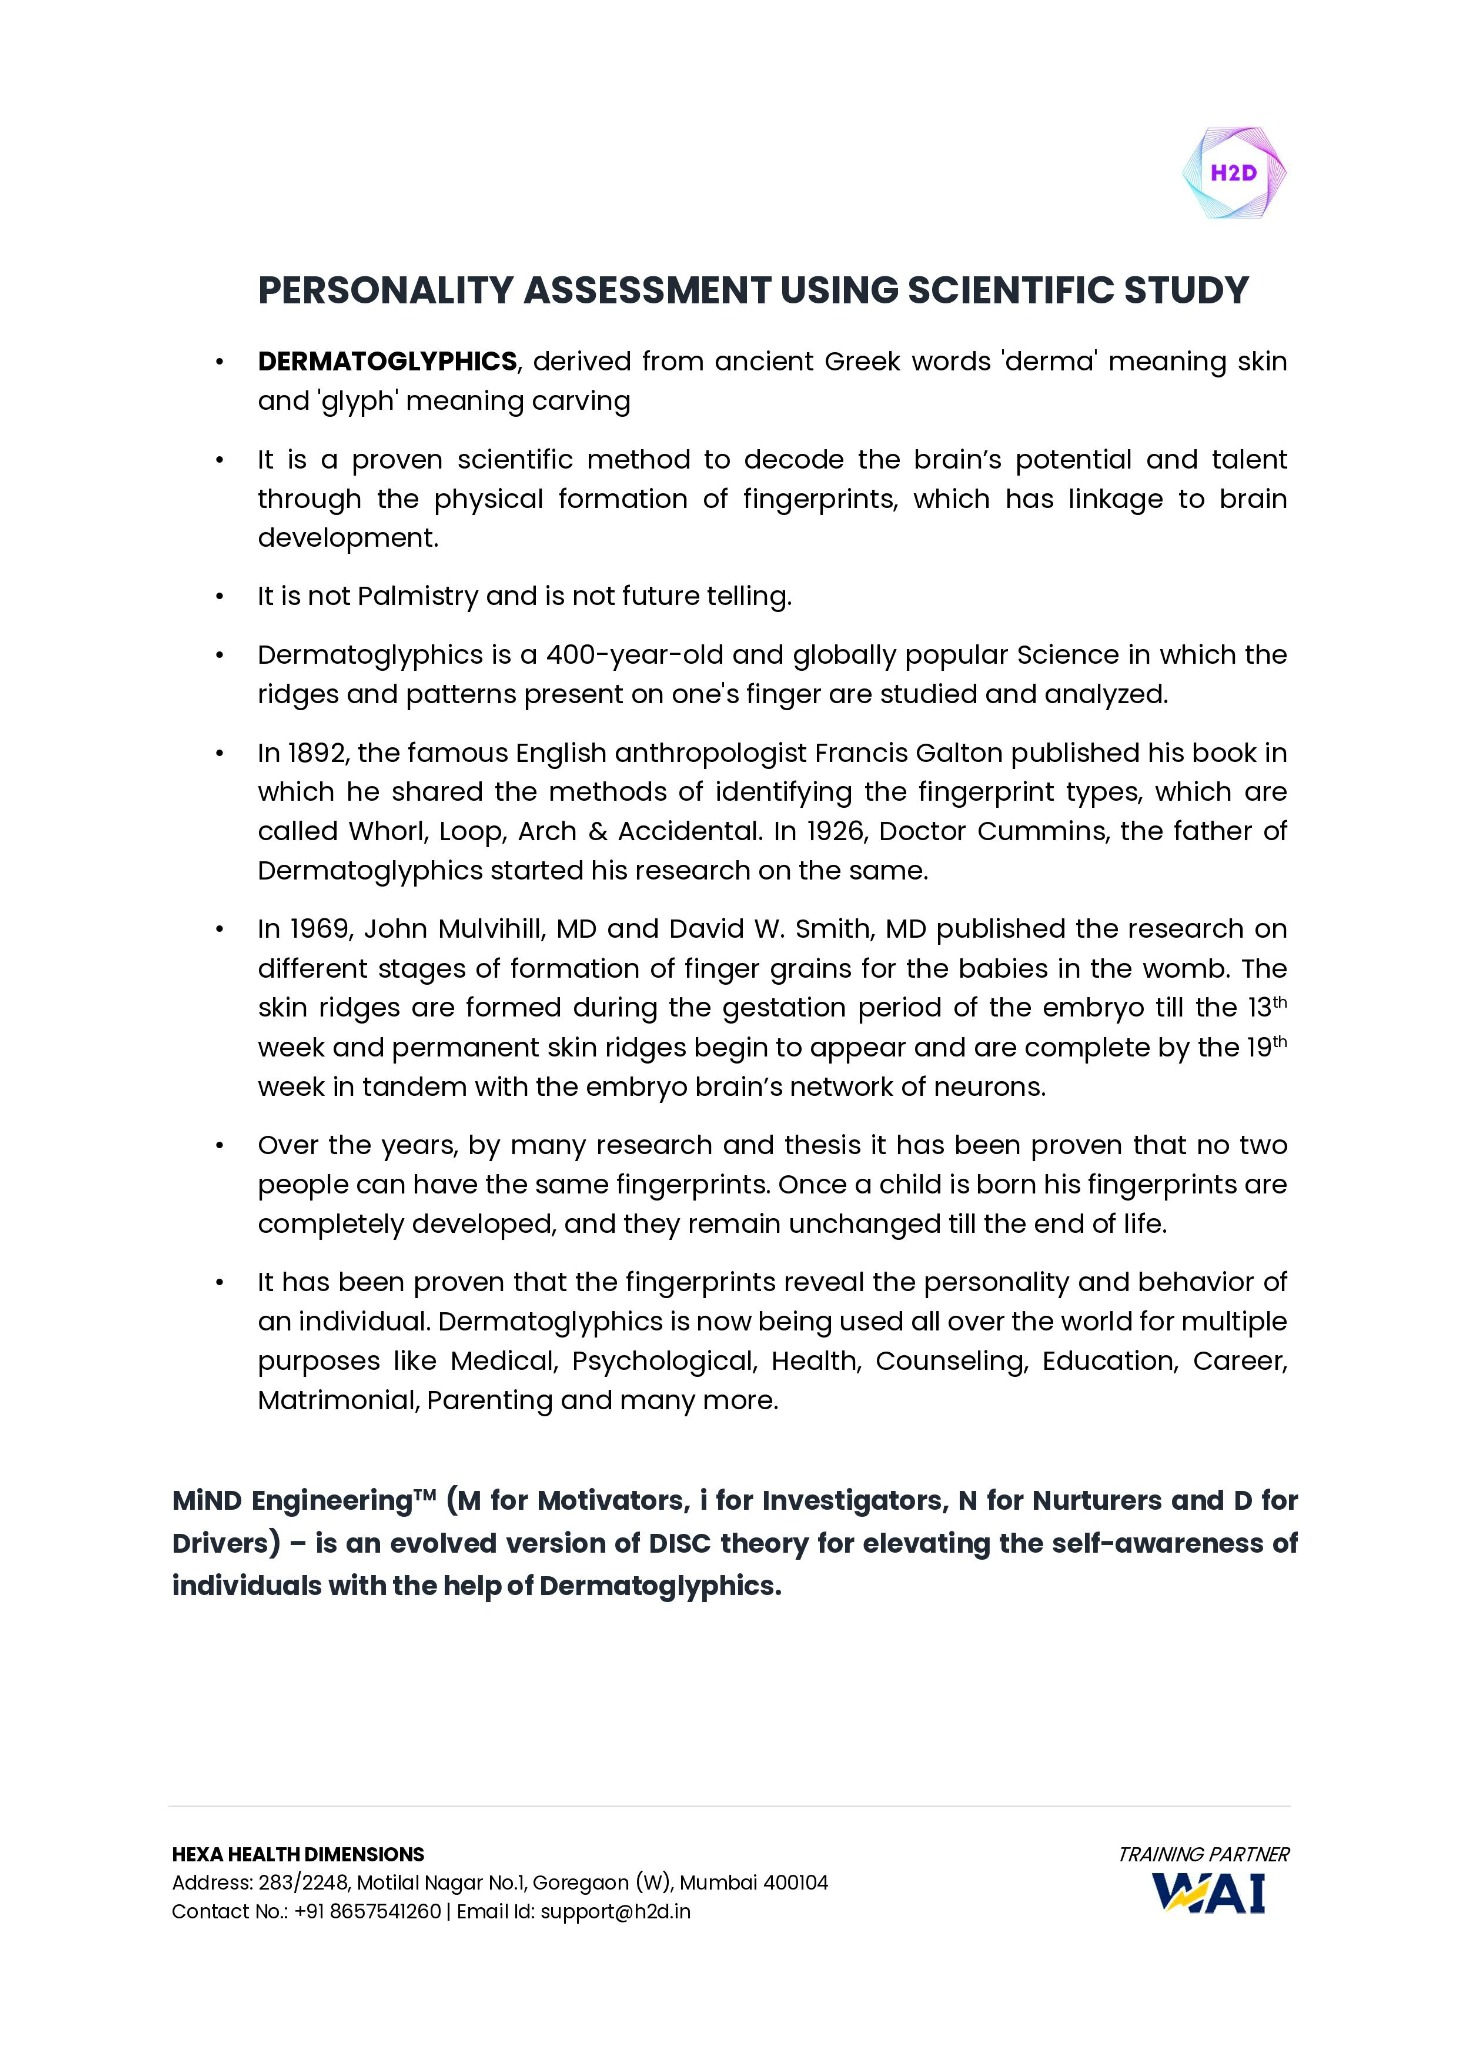 H2D
PERSONALITY ASSESSMENT USING SCIENTIFIC STUDY
• DERMATOGLYPHICS, derived from ancient Greek words 'derma' meaning skin
and 'glyph' meaning carving
• It is a proven scientific method to decode the brain’s potential and talent
through the physical formation of fingerprints, which has linkage to brain
development.
• It is not Palmistry and is not future telling.
• Dermatoglyphics is a 400-year-old and globally popular Science in which the
ridges and patterns present on one's finger are studied and analyzed.
• In 1892, the famous English anthropologist Francis Galton published his book in
which he shared the methods of identifying the fingerprint types, which are
called Whorl, Loop, Arch & Accidental. In 1926, Doctor Cummins, the father of
Dermatoglyphics started his research on the same.
• In 1969, John Mulvihill, MD and David W. Smith, MD published the research on
different stages of formation of finger grains for the babies in the womb. The
skin ridges are formed during the gestation period of the embryo till the 13th
week and permanent skin ridges begin to appear and are complete by the 19th
week in tandem with the embryo brain’s network of neurons.
• Over the years, by many research and thesis it has been proven that no two
people can have the same fingerprints. Once a child is born his fingerprints are
completely developed, and they remain unchanged till the end of life.
• It has been proven that the fingerprints reveal the personality and behavior of
an individual. Dermatoglyphics is now being used all over the world for multiple
purposes like Medical, Psychological, Health, Counseling, Education, Career,
Matrimonial, Parenting and many more.
MiND Engineering™ (M for Motivators, i for Investigators, N for Nurturers and D for
Drivers) – is an evolved version of DISC theory for elevating the self-awareness of
individuals with the help of Dermatoglyphics.
HEXA HEALTH DIMENSIONS
Address: 283/2248, Motilal Nagar No.1, Goregaon (W), Mumbai 400104
Contact No.: +91 8657541260 | Email Id: support@h2d.in
TRAINING PARTNER
WAI